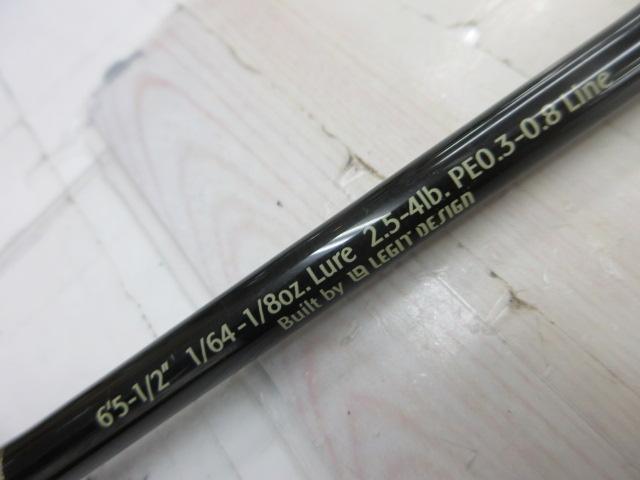 6'5-1/2" 1/64-1/8oz. Lure 2.5-4lb. PE0.3-0.8 Line
Built by LEGIT DESIGN